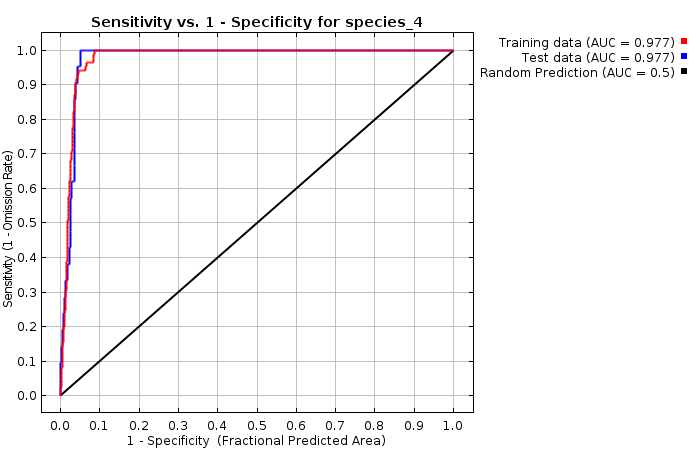 Sensitivity vs. 1 - Specificity for species_4
Training data (AUC = 0.977)
Test data (AUC = 0.977)
Random Prediction (AUC = 0.5)
Sensitivity (1 - Omission Rate)
1.0
0.9
0.8
0.7
0.6
0.5
0.4
0.3
0.2
0.1
0.0
0.0 0.1 0.2 0.3 0.4 0.5 0.6 0.7 0.8 0.9 1.0
1 - Specificity (Fractional Predicted Area)